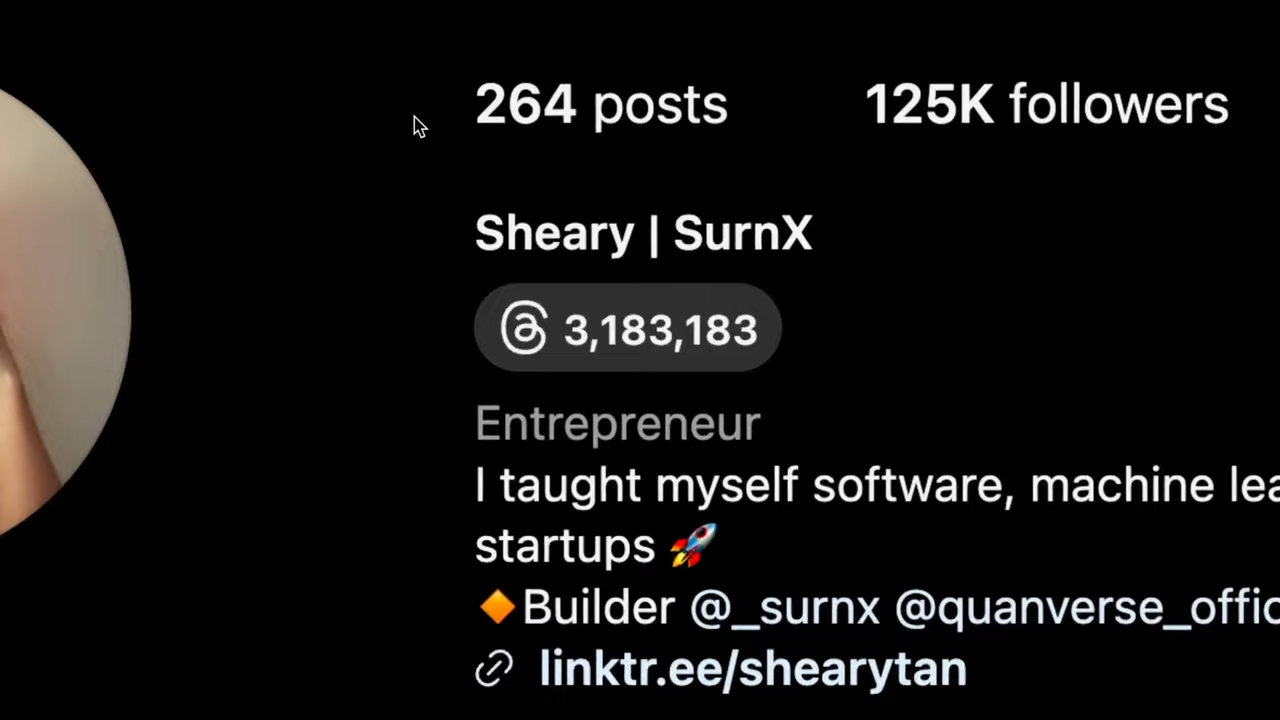 264 posts 125K followers
Sheary | SurnX
3,183,183
Entrepreneur
I taught myself software, machine lea
startups 🚀
🔶Builder @_surnx @quanverse_offic
linktr.ee/shearytan